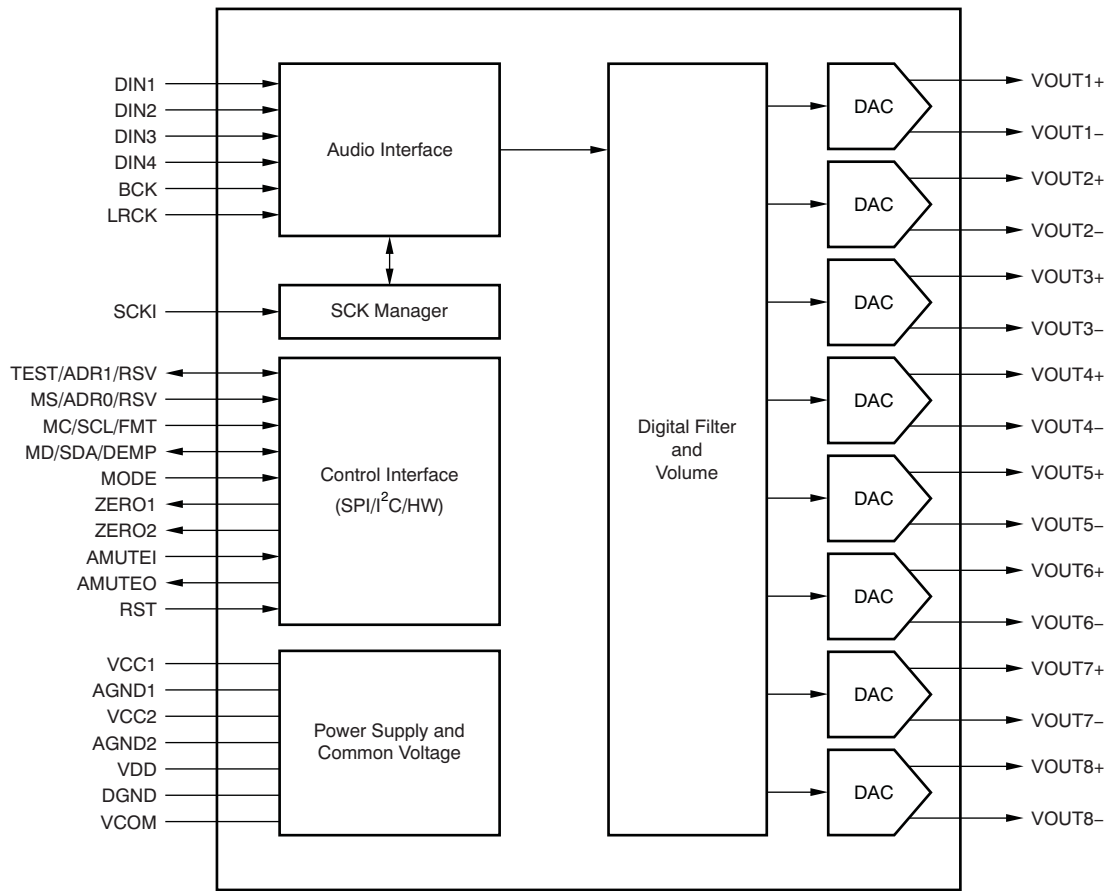 DIN1
DIN2
DIN3
DIN4
BCK
LRCK
Audio Interface
SCKI
SCK Manager
TEST/ADR1/RSV
MS/ADR0/RSV
MC/SCL/FMT
MD/SDA/DEMP
MODE
ZERO1
ZERO2
AMUTEI
AMUTEO
RST
Control Interface
(SPI/I²C/HW)
VCC1
AGND1
VCC2
AGND2
VDD
DGND
VCOM
Power Supply and
Common Voltage
Digital Filter
and
Volume
DAC
VOUT1+
VOUT1−
DAC
VOUT2+
VOUT2−
DAC
VOUT3+
VOUT3−
DAC
VOUT4+
VOUT4−
DAC
VOUT5+
VOUT5−
DAC
VOUT6+
VOUT6−
DAC
VOUT7+
VOUT7−
DAC
VOUT8+
VOUT8−